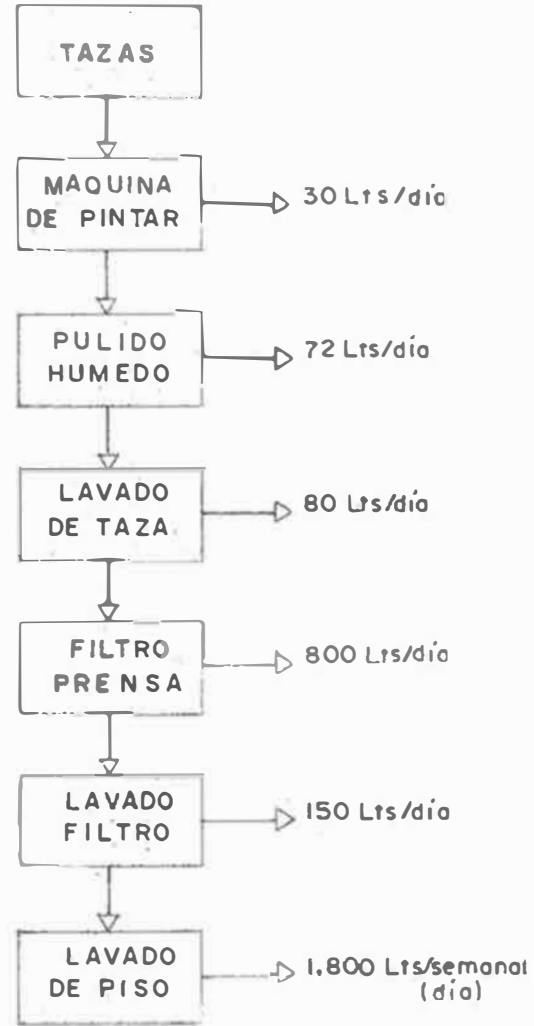 TAZAS
MAQUINA
DE PINTAR
30 Lts/día
PULIDO
HUMEDO
72 Lts/día
LAVADO
DE TAZA
80 Lts/día
FILTRO
PRENSA
800 Lts/día
LAVADO
FILTRO
150 Lts/día
LAVADO
DE PISO
1,800 Lts/semanal
(día)